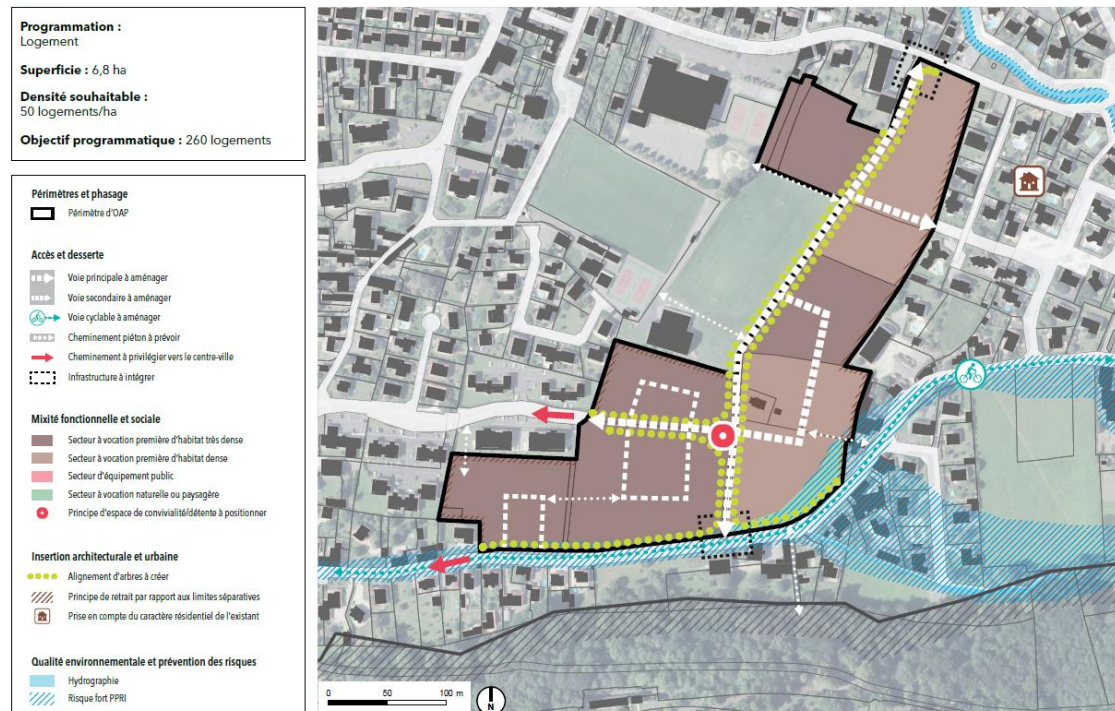 Programmation :
Logement
Superficie : 6,8 ha
Densité souhaitable :
50 logements/ha
Objectif programmatique : 260 logements
Périmètres et phasage
Périmètre d'OAP
Accès et desserte
Voie principale à aménager
Voie secondaire à aménager
Voie cyclable à aménager
Cheminement piéton à prévoir
Cheminement à privilégier vers le centre-ville
Infrastructure à intégrer
Mixité fonctionnelle et sociale
Secteur à vocation première d'habitat très dense
Secteur à vocation première d'habitat dense
Secteur d'équipement public
Secteur à vocation naturelle ou paysagère
Principe d'espace de convivialité/détente à positionner
Insertion architecturale et urbaine
Alignement d'arbres à créer
Principe de retrait par rapport aux limites séparatives
Prise en compte du caractère résidentiel de l'existant
Qualité environnementale et prévention des risques
Hydrographie
Risque fort PPRI
0 50 100 m
N